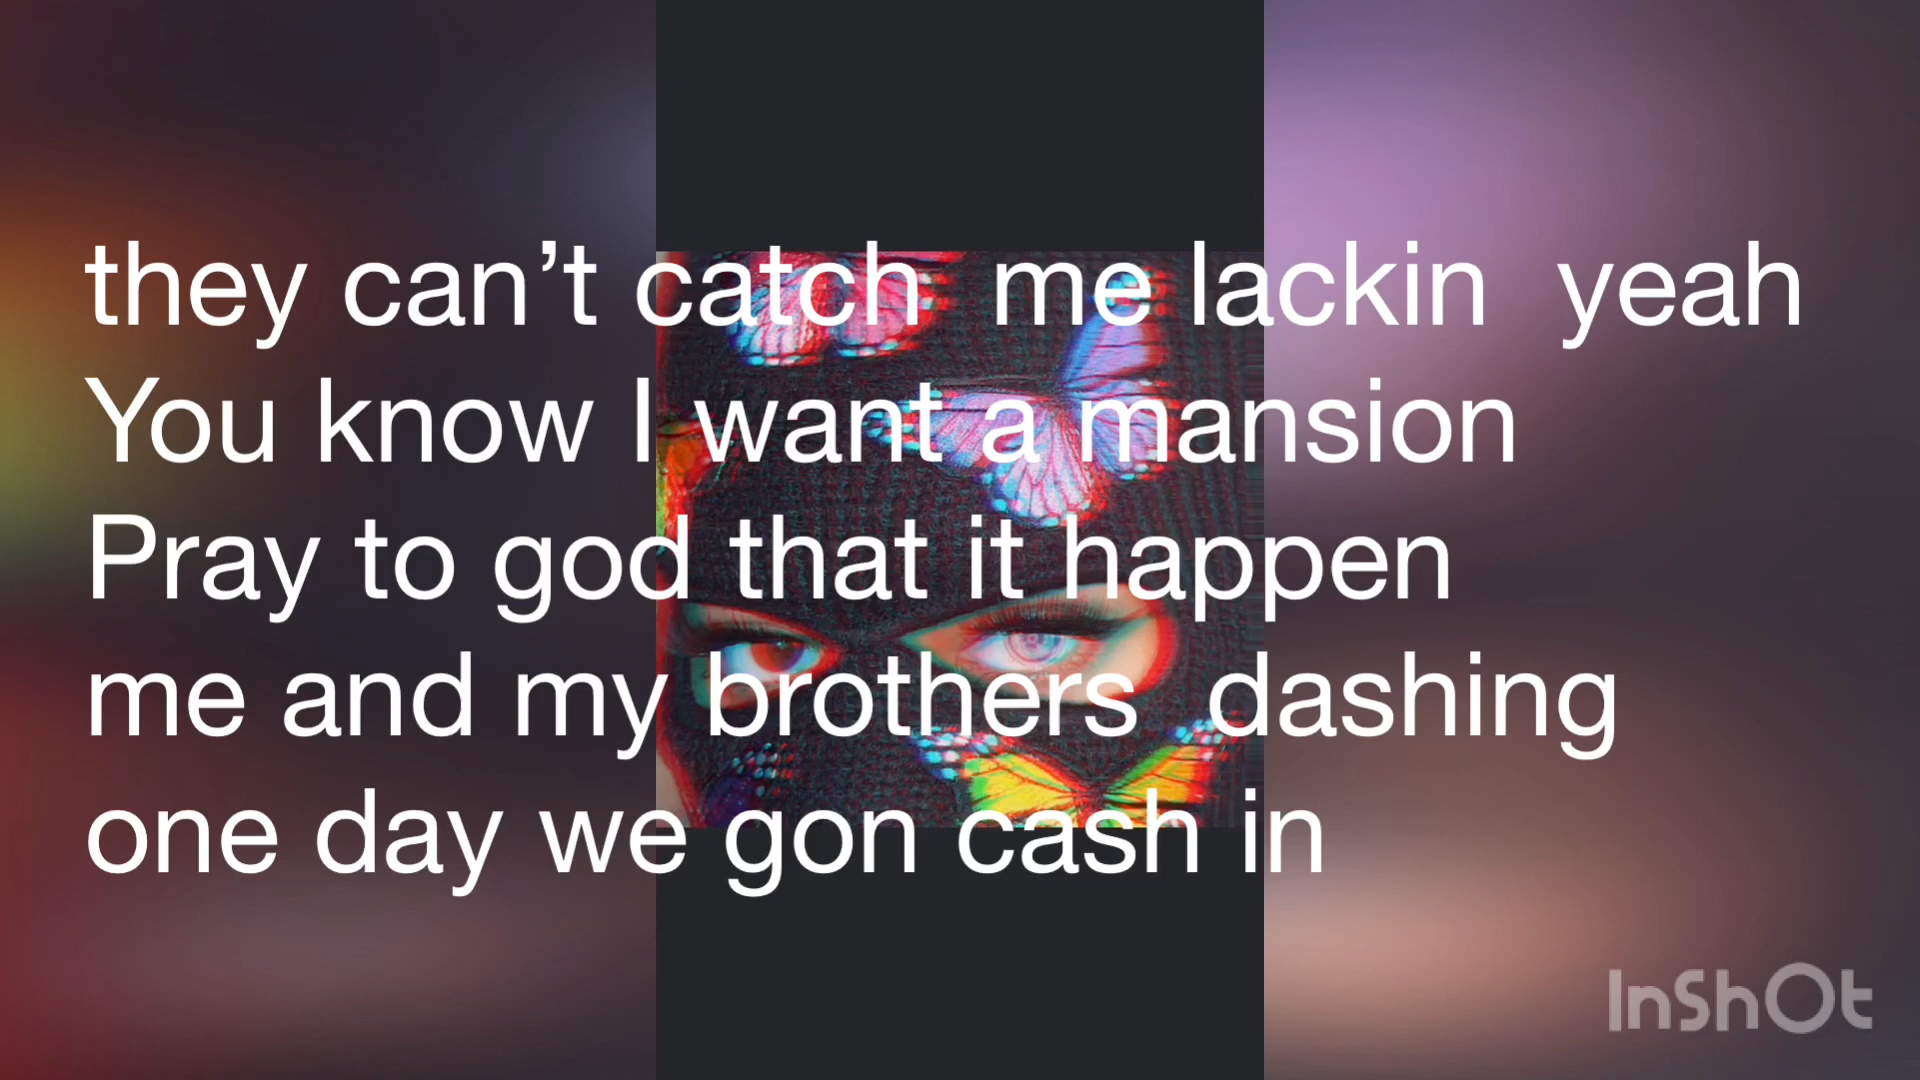 they can’t catch  me lackin  yeah
You know I want a mansion
Pray to god that it happen
me and my brothers  dashing
one day we gon cash in
InShOt